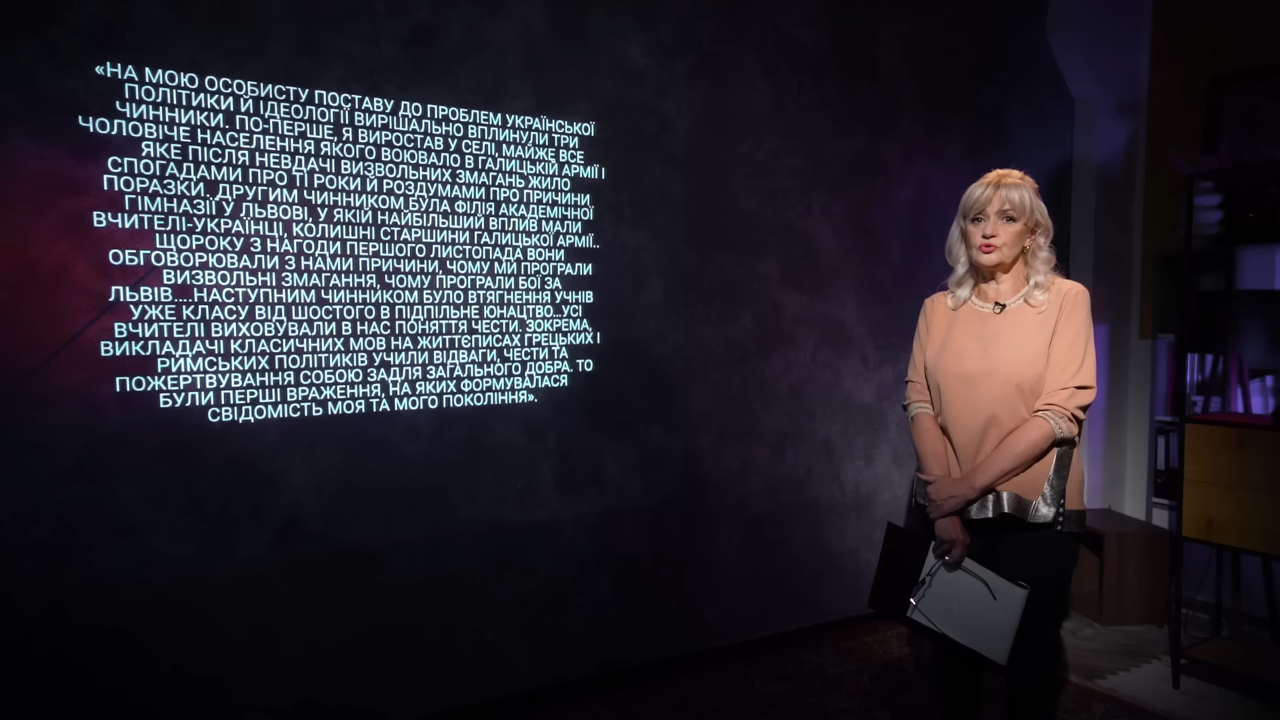 «НА МОЮ ОСОБИСТУ ПОСТАВУ ДО ПРОБЛЕМ УКРАЇНСЬКОЇ
ПОЛІТИКИ Й ІДЕОЛОГІЇ ВИРІШАЛЬНО ВПЛИНУЛИ ТРИ
ЧИННИКИ. ПО-ПЕРШЕ, Я ВИРОСТАВ У СЕЛІ, МАЙЖЕ ВСЕ
ЧОЛОВІЧЕ НАСЕЛЕННЯ ЯКОГО ВОЮВАЛО В ГАЛИЦЬКІЙ АРМІЇ І
ЯКЕ ПІСЛЯ НЕВДАЧІ ВИЗВОЛЬНИХ ЗМАГАНЬ ЖИЛО
СПОГАДАМИ ПРО ТІ РОКИ Й РОЗДУМАМИ ПРО ПРИЧИНИ
ПОРАЗКИ.. ДРУГИМ ЧИННИКОМ БУЛА ФІЛІЯ АКАДЕМІЧНОЇ
ГІМНАЗІЇ У ЛЬВОВІ, У ЯКІЙ НАЙБІЛЬШИЙ ВПЛИВ МАЛИ
ВЧИТЕЛІ-УКРАЇНЦІ, КОЛИШНІ СТАРШИНИ ГАЛИЦЬКОЇ АРМІЇ..
ЩОРОКУ З НАГОДИ ПЕРШОГО ЛИСТОПАДА ВОНИ
ОБГОВОРЮВАЛИ З НАМИ ПРИЧИНИ, ЧОМУ МИ ПРОГРАЛИ
ВИЗВОЛЬНІ ЗМАГАННЯ, ЧОМУ ПРОГРАЛИ БОЇ ЗА
ЛЬВІВ....НАСТУПНИМ ЧИННИКОМ БУЛО ВТЯГНЕННЯ УЧНІВ
УЖЕ КЛАСУ ВІД ШОСТОГО В ПІДПІЛЬНЕ ЮНАЦТВО...УСІ
ВЧИТЕЛІ ВИХОВУВАЛИ В НАС ПОНЯТТЯ ЧЕСТИ. ЗОКРЕМА,
ВИКЛАДАЧІ КЛАСИЧНИХ МОВ НА ЖИТТЄПИСАХ ГРЕЦЬКИХ І
РИМСЬКИХ ПОЛІТИКІВ УЧИЛИ ВІДВАГИ, ЧЕСТИ ТА
ПОЖЕРТВУВАННЯ СОБОЮ ЗАДЛЯ ЗАГАЛЬНОГО ДОБРА. ТО
БУЛИ ПЕРШІ ВРАЖЕННЯ, НА ЯКИХ ФОРМУВАЛАСЯ
СВІДОМІСТЬ МОЯ ТА МОГО ПОКОЛІННЯ».